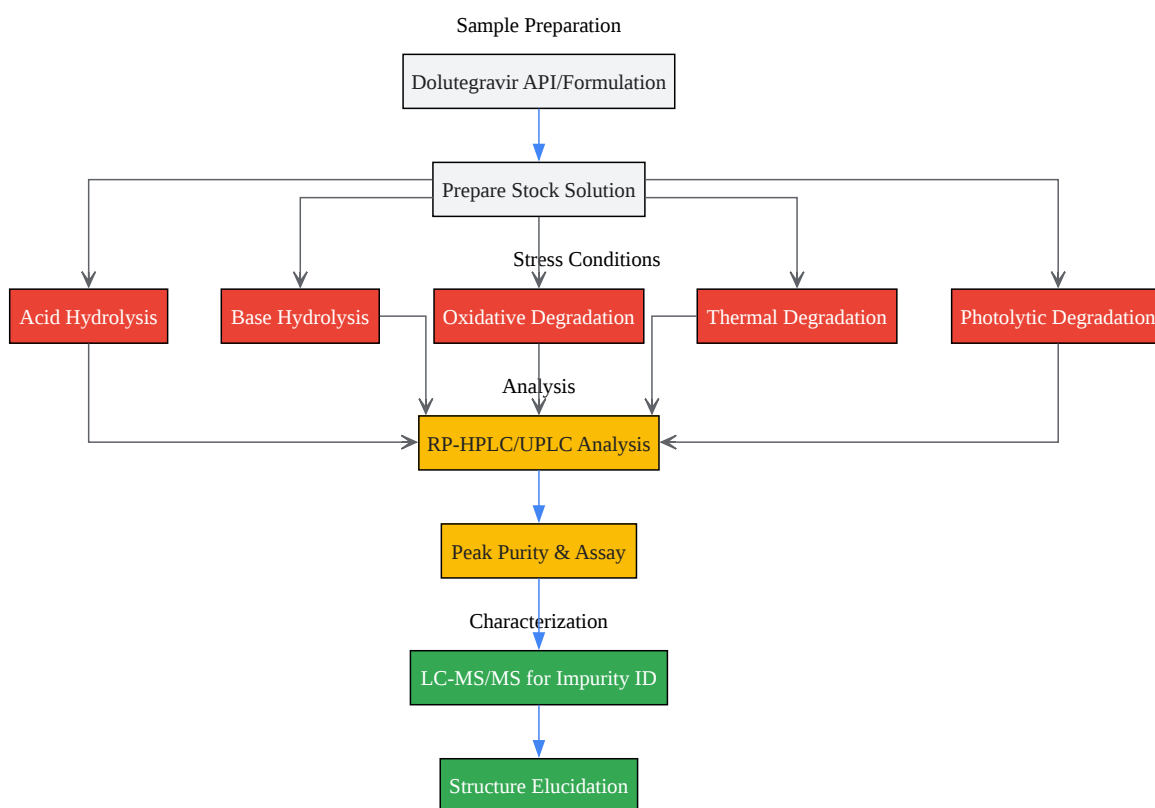 Sample Preparation
Dolutegravir API/Formulation
Prepare Stock Solution
Stress Conditions
Acid Hydrolysis
Base Hydrolysis
Oxidative Degradation
Thermal Degradation
Photolytic Degradation
Analysis
RP-HPLC/UPLC Analysis
Peak Purity & Assay
Characterization
LC-MS/MS for Impurity ID
Structure Elucidation